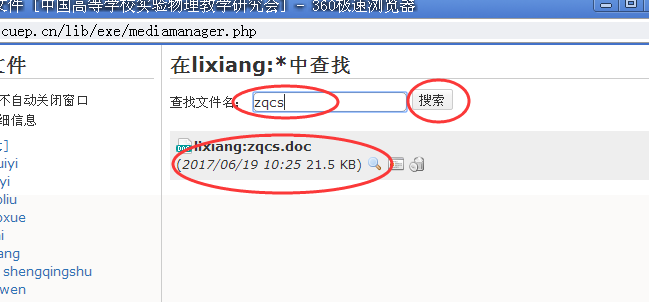 文件 [中国高等学校实验物理教学研究会] - 360极速浏览器
cuep.cn/lib/exe/mediamanager.php
文件
在lixiang:*中查找
不自动关闭窗口
查找文件名:
zqcs
搜索
细信息
lixiang:zqcs.doc
(2017/06/19 10:25 21.5 KB)
uiyi
yi
liu
oxue
ni
ang
shengqingshu
wen